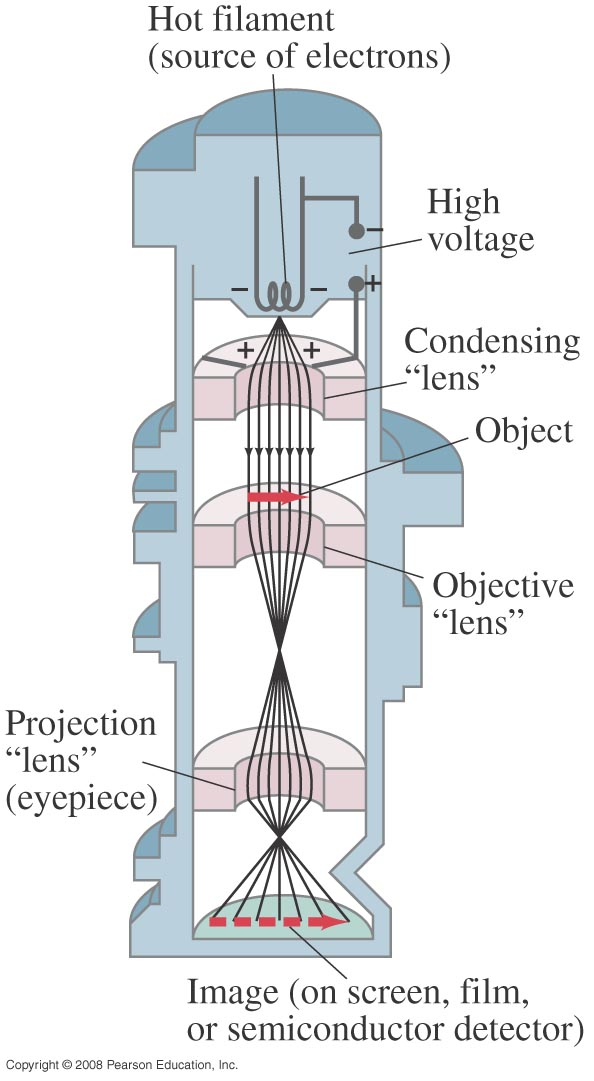 Hot filament
(source of electrons)
High
voltage
−
+
− −
+ +
Condensing
“lens”
Object
Objective
“lens”
Projection
“lens”
(eyepiece)
Image (on screen, film,
or semiconductor detector)
Copyright © 2008 Pearson Education, Inc.